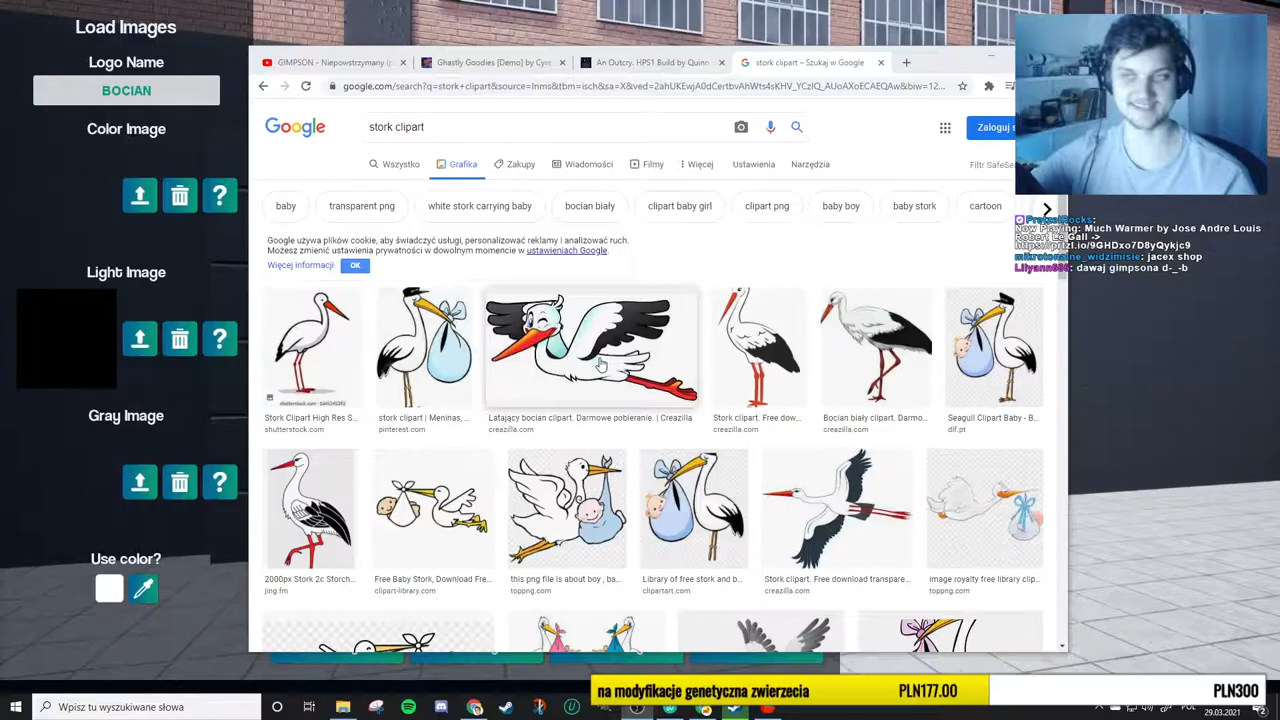 Load Images
Logo Name
BOCIAN
Color Image
?
Light Image
?
Gray Image
?
Use color?
GIMPSON - Niepowstrzymany (p
Ghastly Goodies [Demo] by Cyn
An Outcry. HPS1 Build by Quinn
stork clipart – Szukaj w Google
google.com/search?q=stork+clipart&source=lnms&tbm=isch&sa=X&ved=
Google
stork clipart
Zaloguj s
Wszystko
Grafika
Zakupy
Wiadomości
Filmy
Więcej
Ustawienia
Narzędzia
Filtr SafeSe
baby
transparent png
white stork carrying baby
bocian biały
clipart baby girl
clipart png
baby boy
baby stork
cartoon
Google używa plików cookie, aby świadczyć usługi, personalizować reklamy i analizować ruch.
Możesz zmienić ustawienia prywatności w dowolnym momencie w ustawieniach Google.
Więcej informacji
OK
PretzelRocks:
Now Playing: Much Warmer by Jose Andre Louis
Robert Le Gall ->
https://prtzl.io/9GHDxo7D8yQykjc9
mikrotonalne_widzimisie: jacex shop
Lilyann666: dawaj gimpsona d-_-b
Stork Clipart High Res S...
shutterstock.com
stork clipart | Meninas, ...
pinterest.com
Latający bocian clipart. Darmowe pobieranie. | Creazilla
creazilla.com
Stork clipart. Free dow...
creazilla.com
Bocian biały clipart. Darmo...
creazilla.com
Seagull Clipart Baby - B...
dlf.pt
2000px Stork 2c Storch...
jing.fm
Free Baby Stork, Download Fre...
clipart-library.com
this png file is about boy , ba...
toppng.com
Library of free stork and b...
clipartart.com
Stork clipart. Free download transpare...
creazilla.com
image royalty free library clip...
toppng.com
na modyfikacje genetyczna zwierzecia
PLN177.00
PLN300
Wpisz tu wyszukiwane słowa
29.03.2021
2